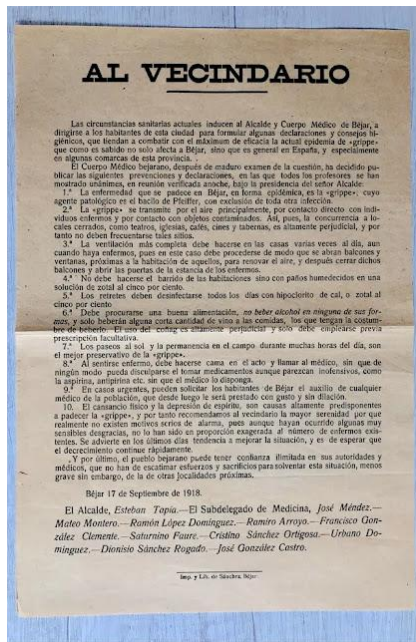 AL VECINDARIO
Las circunstancias sanitarias actuales inducen al Alcalde y Cuerpo Médico de Béjar, a
dirigirse a los habitantes de esta ciudad para formular algunas declaraciones y consejos hi-
giénicos, que tiendan a combatir con el máximum de eficacia la actual epidemia de «grippe»
que como es sabido no solo afecta a Béjar, sino que es general en España, y especialmente
en algunas comarcas de esta provincia.
El Cuerpo Médico bejarano, después de maduro examen de la cuestión, ha decidido pu-
blicar las siguientes prevenciones y declaraciones, en las que todos los profesores se han
mostrado unánimes, en reunión verificada anoche, bajo la presidencia del señor Alcalde:
1.ª La enfermedad que se padece en Béjar, en forma epidémica, es la «grippe»; cuyo
agente patológico es el bacilo de Pfeiffer, con exclusión de toda otra infección.
2.ª La «grippe» se transmite por el aire principalmente, por contacto directo con indi-
viduos enfermos y por contacto con objetos contaminados. Así, pues, la concurrencia a lo-
cales cerrados, como teatros, iglesias, cafés, cines y tabernas, es altamente perjudicial, y por
tanto no deben frecuentarse tales sitios.
3.ª La ventilación más completa debe hacerse en las casas varias veces al día, aun
cuando haya enfermos, pues en este caso debe procederse de modo que se abran balcones y
ventanas, próximas a la habitación de aquellos, para renovar el aire, y después cerrar dichos
balcones y abrir las puertas de la estancia de los enfermos.
4.ª No debe hacerse el barrido de las habitaciones sino con paños humedecidos en una
solución de zotal al cinco por ciento.
5.ª Los retretes deben desinfectarse todos los días con hipoclorito de cal, o zotal al
cinco por ciento
6.ª Debe procurarse una buena alimentación, no beber alcohol en ninguna de sus for-
mas, y solo beberán alguna corta cantidad de vino a las comidas, los que tengan la costum-
bre de beberlo. El uso del coñag es altamente perjudicial y solo debe emplearse previa
prescripción facultativa.
7.ª Los paseos al sol y la permanencia en el campo durante muchas horas del día, son
el mejor preservativo de la «grippe».
8.ª Al sentirse enfermo, debe hacerse cama en el acto y llamar al médico, sin que de
ningún modo pueda disculparse el tomar medicamentos aunque parezcan inofensivos, como
la aspirina, antipirina etc. sin que el médico lo disponga.
9.ª En casos urgentes, pueden solicitar los habitantes de Béjar el auxilio de cualquier
médico de la población, que desde luego le será prestado con gusto y sin dilación.
10. El cansancio físico y la depresión de espíritu, son causas altamente predisponentes
a padecer la «grippe», y por tanto recomendamos al vecindario la mayor serenidad por que
realmente no existen motivos serios de alarma, pues aunque hayan ocurrido algunas muy
sensibles desgracias, no lo han sido en proporción exagerada al número de enfermos exis-
tentes. Se advierte en los últimos días tendencia a mejorar la situación, y es de esperar que
el decrecimiento continúe rápidamente.
Y por último, el pueblo bejarano puede tener confianza ilimitada en sus autoridades y
médicos, que no han de escatimar esfuerzos y sacrificios para solventar esta situación, menos
grave sin embargo, de la de otras localidades próximas.
Béjar 17 de Septiembre de 1918.
El Alcalde, Esteban Tapia.—El Subdelegado de Medicina, José Méndez.—
Mateo Montero.—Ramón López Domínguez.—Ramiro Arroyo.—Francisco Gon-
zález Clemente.—Saturnino Faure.—Cristino Sánchez Ortigosa.—Urbano Do-
mínguez.—Dionisio Sánchez Rogado.—José González Castro.
Imp. y Lib. de Sánchez, Béjar